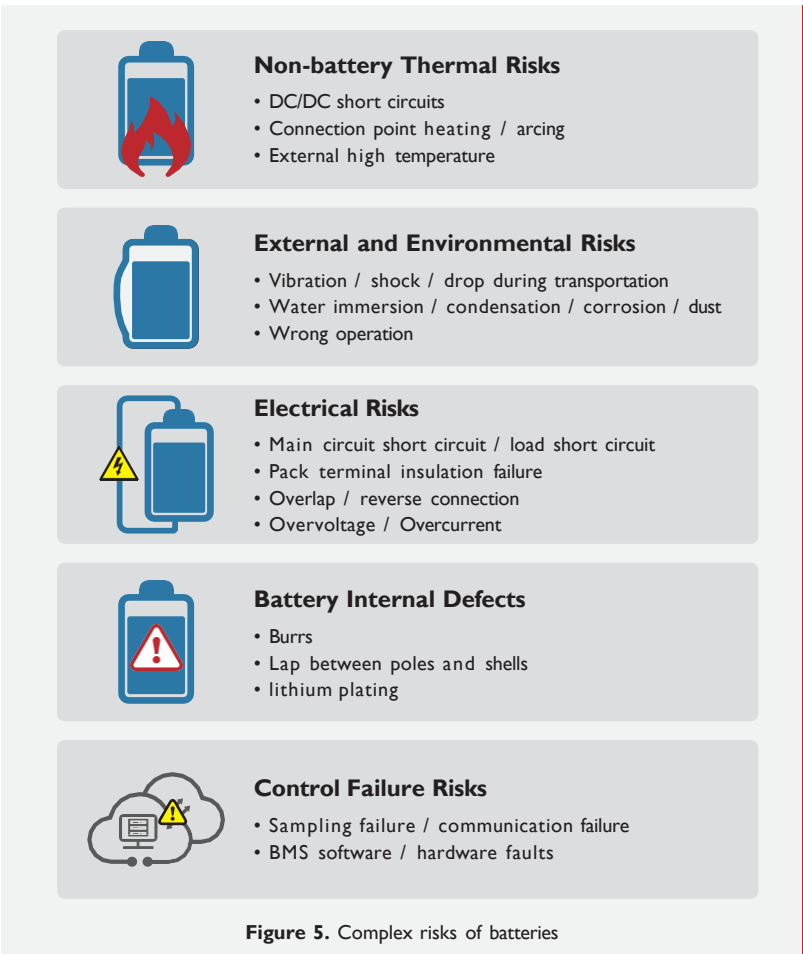 Non-battery Thermal Risks
• DC/DC short circuits
• Connection point heating / arcing
• External high temperature
External and Environmental Risks
• Vibration / shock / drop during transportation
• Water immersion / condensation / corrosion / dust
• Wrong operation
Electrical Risks
• Main circuit short circuit / load short circuit
• Pack terminal insulation failure
• Overlap / reverse connection
• Overvoltage / Overcurrent
Battery Internal Defects
• Burrs
• Lap between poles and shells
• lithium plating
Control Failure Risks
• Sampling failure / communication failure
• BMS software / hardware faults
Figure 5. Complex risks of batteries